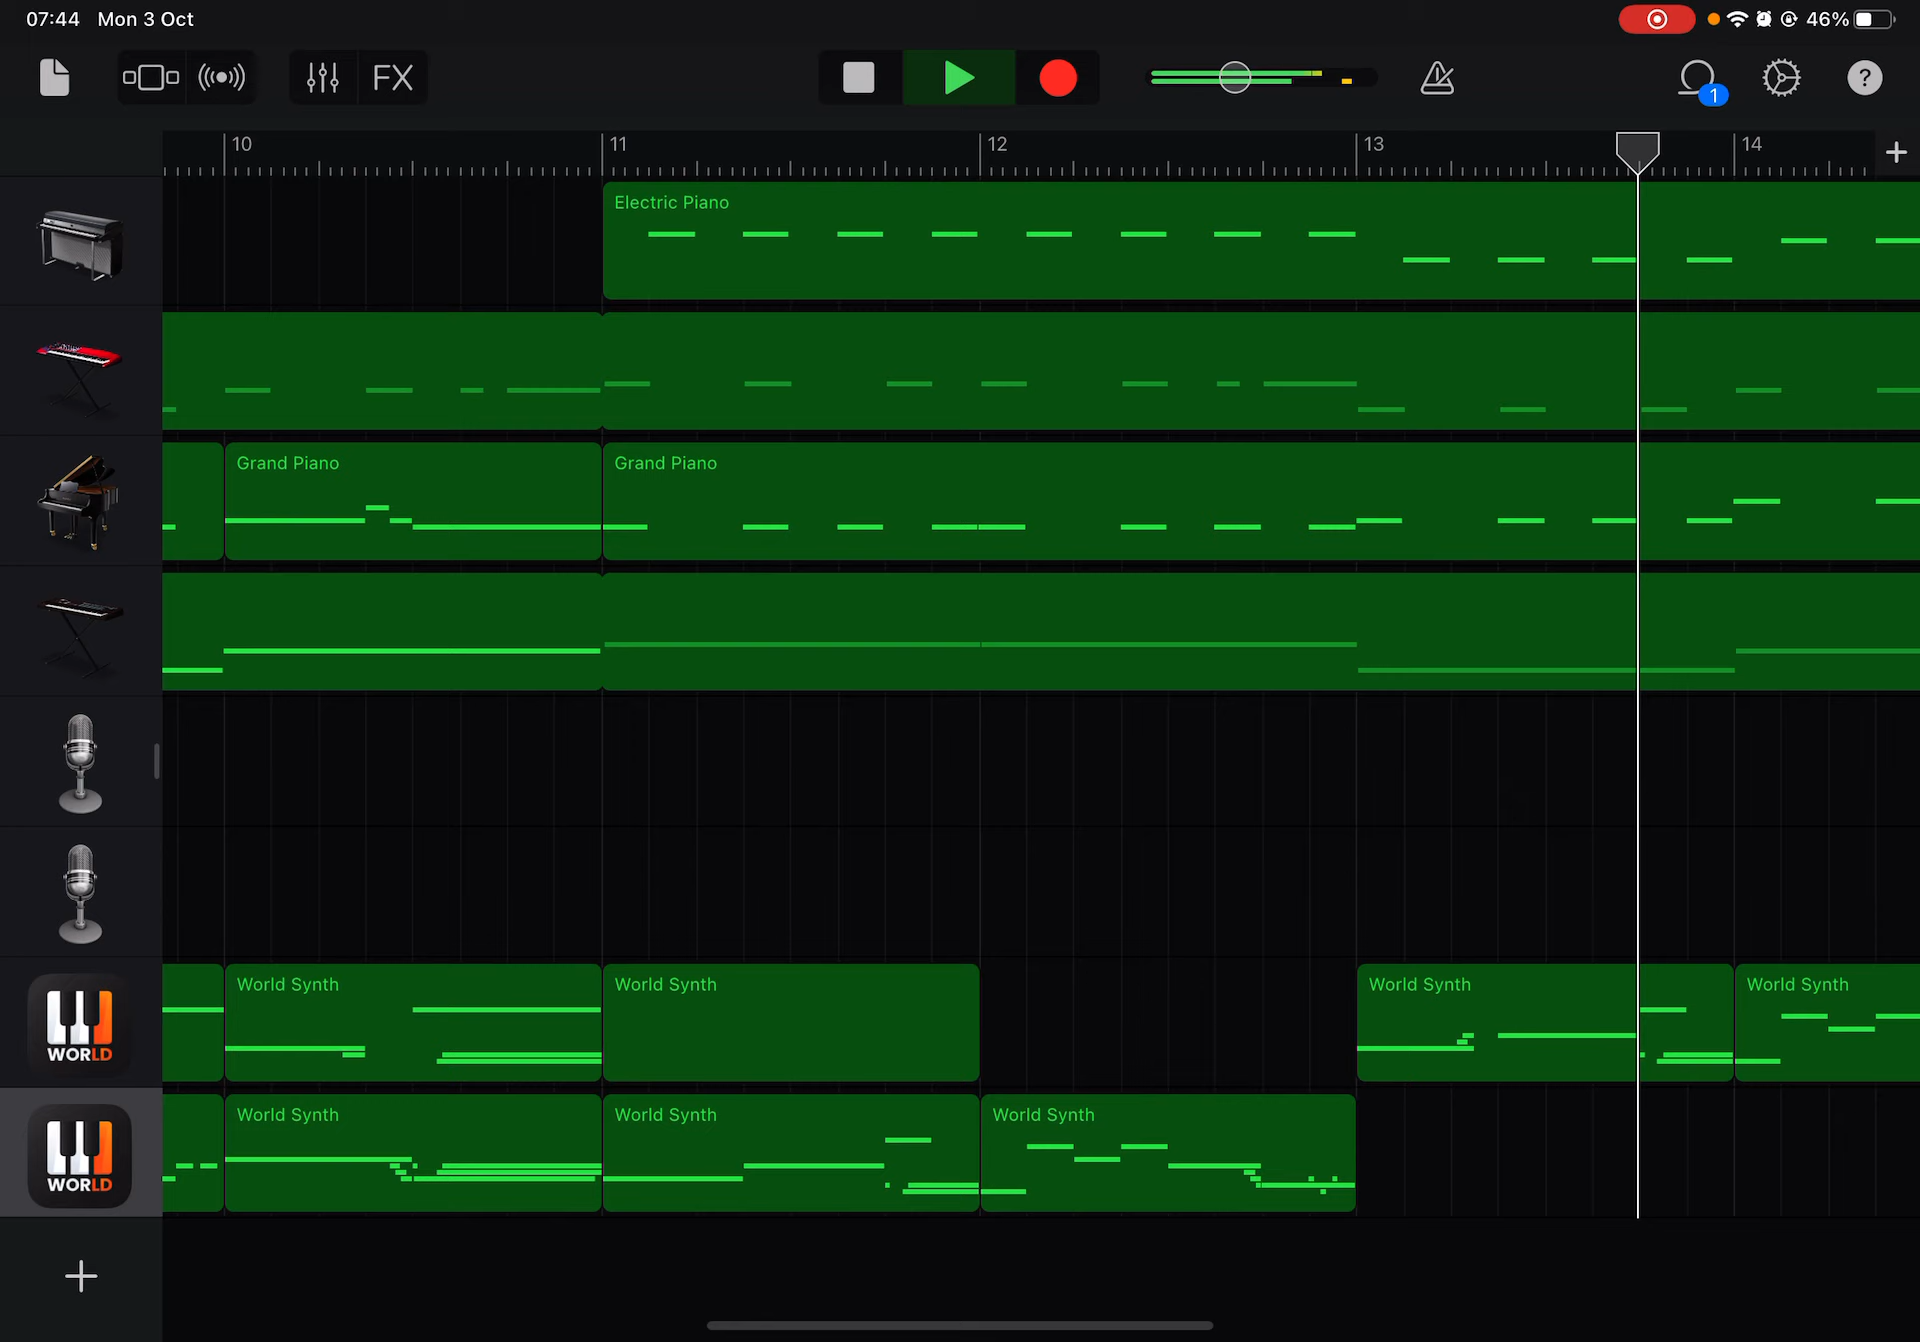 07:44 Mon 3 Oct
46%
FX
1
?
10 11 12 13 14
Electric Piano
Grand Piano Grand Piano
World Synth World Synth World Synth World Synth
WORLD
World Synth World Synth World Synth
WORLD